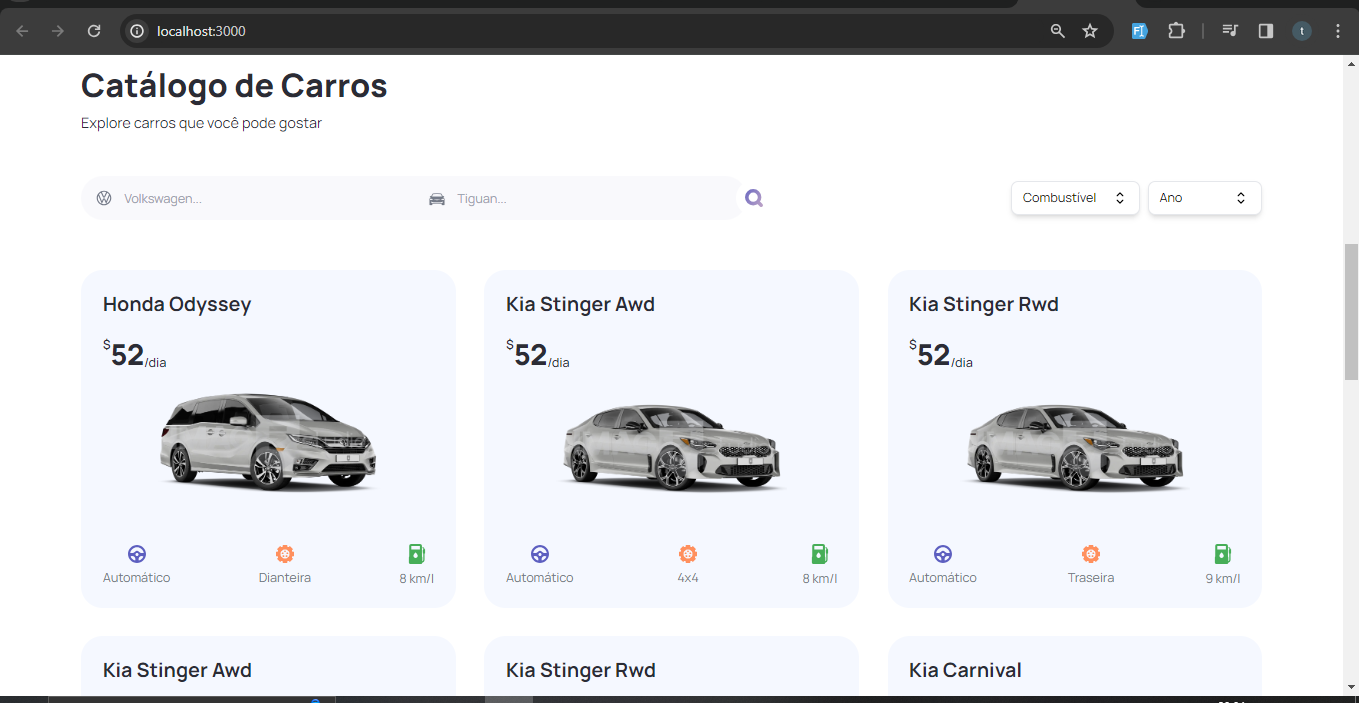 localhost:3000
t
Catálogo de Carros
Explore carros que você pode gostar
Volkswagen...
Tiguan...
Combustível
Ano
Honda Odyssey
$52/dia
Automático
Dianteira
8 km/l
Kia Stinger Awd
$52/dia
Automático
4x4
8 km/l
Kia Stinger Rwd
$52/dia
Automático
Traseira
9 km/l
Kia Stinger Awd
Kia Stinger Rwd
Kia Carnival